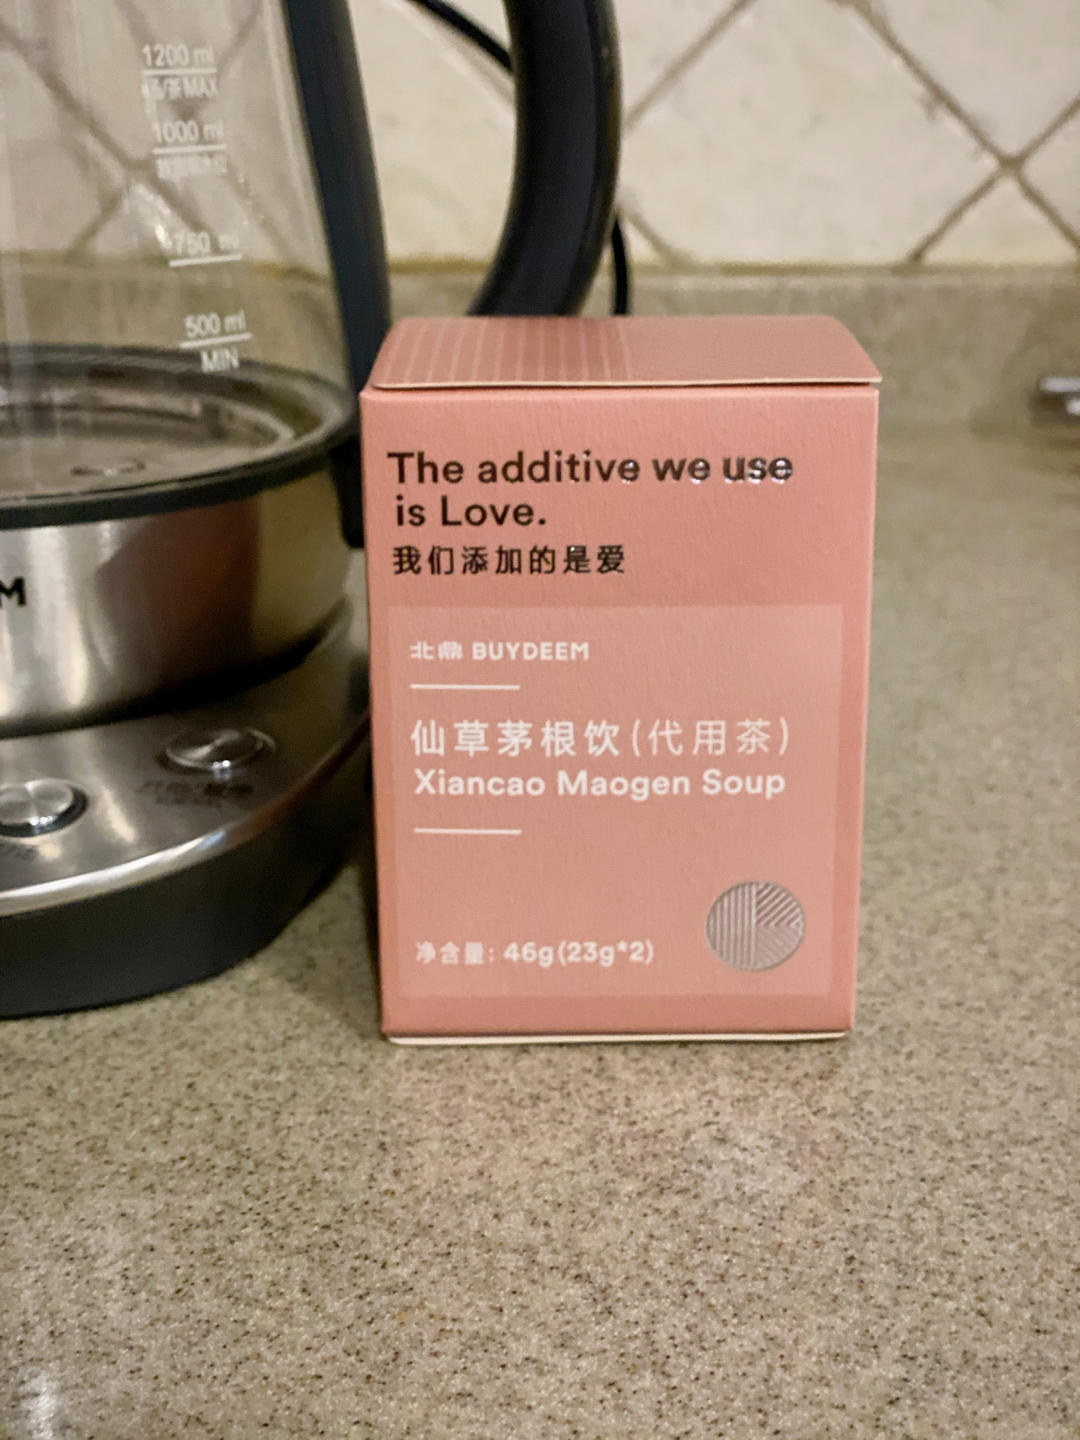 1200 ml
MAX
1000 ml
750 ml
500 ml
MIN
M
The additive we use
is Love.
我们添加的是爱
北鼎 BUYDEEM
仙草茅根饮(代用茶)
Xiancao Maogen Soup
净含量: 46g(23g*2)